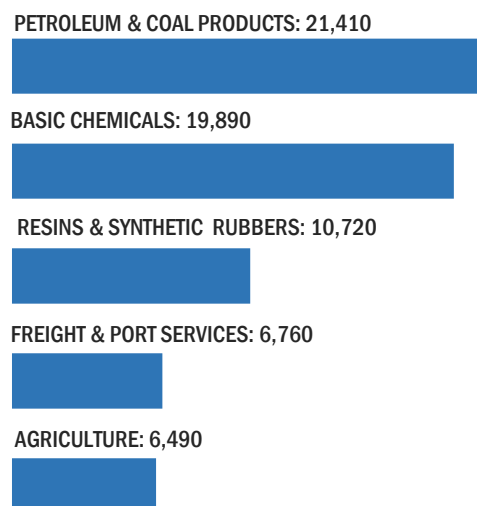 PETROLEUM & COAL PRODUCTS: 21,410
BASIC CHEMICALS: 19,890
RESINS & SYNTHETIC RUBBERS: 10,720
FREIGHT & PORT SERVICES: 6,760
AGRICULTURE: 6,490